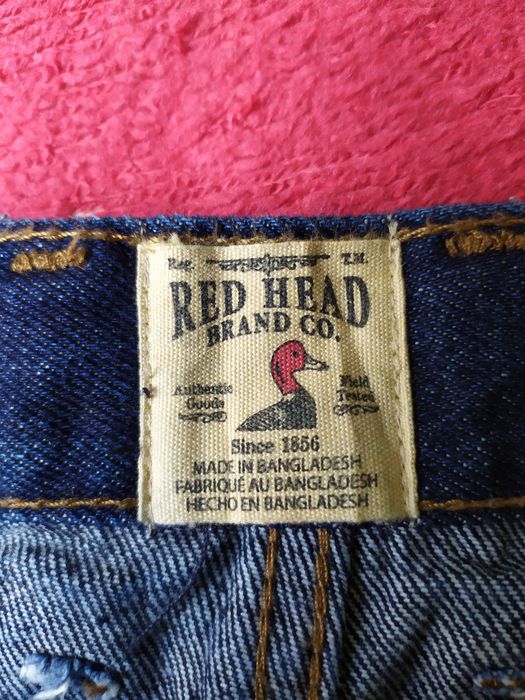 Reg. T.M.
RED HEAD
BRAND CO.
Authentic Field
Goods Tested
Since 1856
MADE IN BANGLADESH
FABRIQUÉ AU BANGLADESH
HECHO EN BANGLADESH